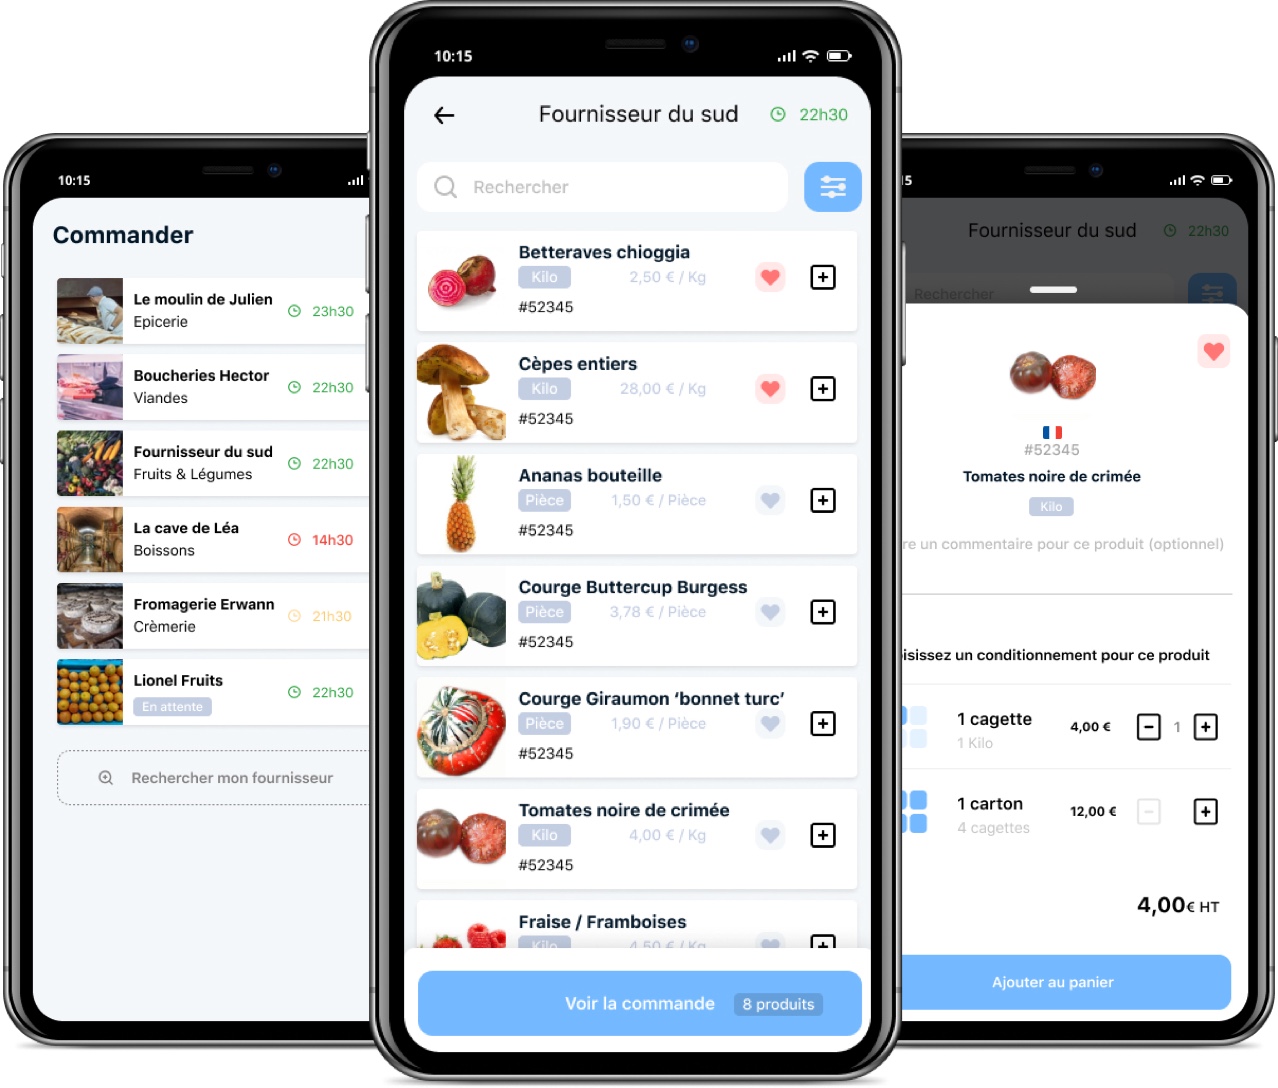 10:15
Commander
Le moulin de Julien
Epicerie
23h30
Boucheries Hector
Viandes
22h30
Fournisseur du sud
Fruits & Légumes
22h30
La cave de Léa
Boissons
14h30
Fromagerie Erwann
Crèmerie
21h30
Lionel Fruits
En attente
22h30
Rechercher mon fournisseur
10:15
Fournisseur du sud
22h30
Rechercher
Betteraves chioggia
Kilo 2,50 € / Kg
#52345
Cèpes entiers
Kilo 28,00 € / Kg
#52345
Ananas bouteille
Pièce 1,50 € / Pièce
#52345
Courge Buttercup Burgess
Pièce 3,78 € / Pièce
#52345
Courge Giraumon ‘bonnet turc’
Pièce 1,90 € / Pièce
#52345
Tomates noire de crimée
Kilo 4,00 € / Kg
#52345
Fraise / Framboises
Kilo 4,50 € / Kg
Voir la commande 8 produits
5
Fournisseur du sud
22h30
Rechercher
#52345
Tomates noire de crimée
Kilo
re un commentaire pour ce produit (optionnel)
isissez un conditionnement pour ce produit
1 cagette
1 Kilo
4,00 €
1
1 carton
4 cagettes
12,00 €
4,00€ HT
Ajouter au panier